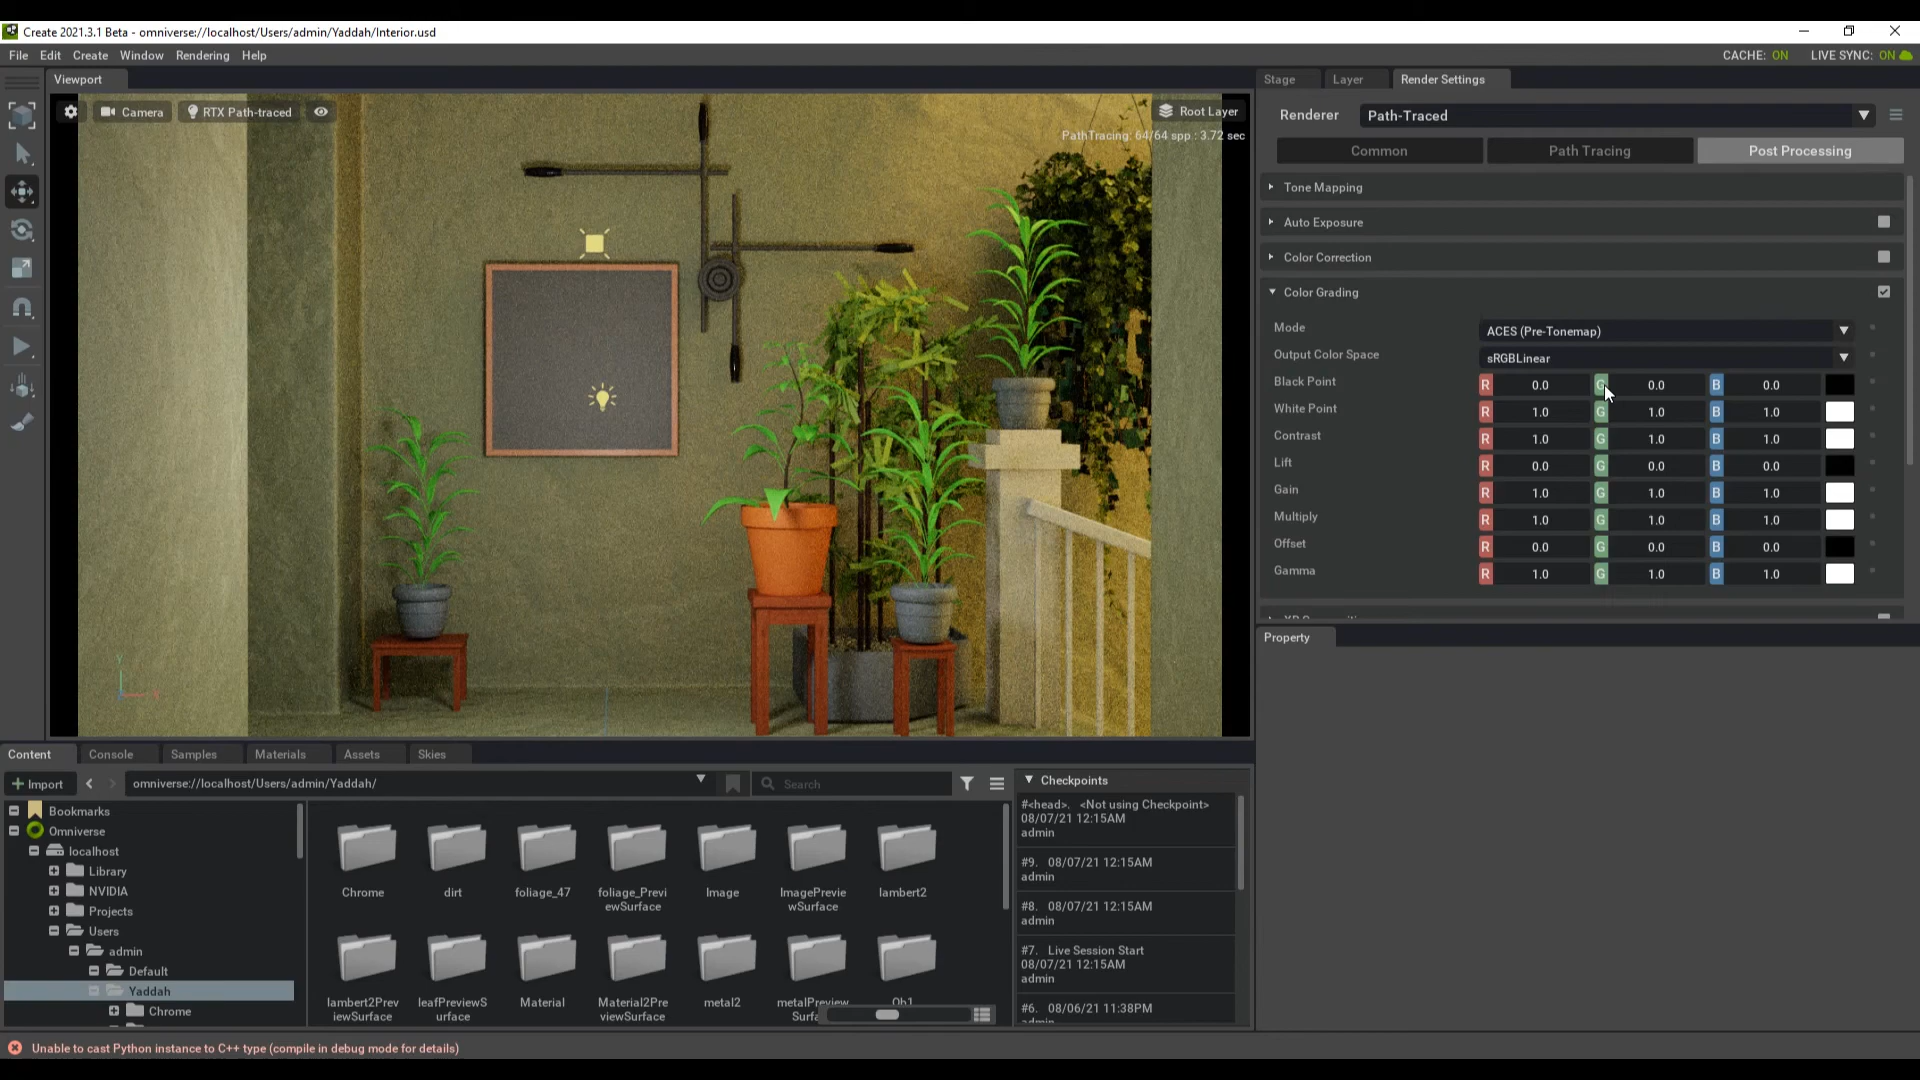 Create 2021.3.1 Beta - omniverse://localhost/Users/admin/Yaddah/Interior.usd
File Edit Create Window Rendering Help
CACHE: ON LIVE SYNC: ON
Viewport
Camera RTX Path-traced
Root Layer
PathTracing: 64/64 spp : 3.72 sec
Y
X
Stage Layer Render Settings
Renderer Path-Traced
Common Path Tracing Post Processing
Tone Mapping
Auto Exposure
Color Correction
Color Grading
Mode ACES (Pre-Tonemap)
Output Color Space sRGBLinear
Black Point R 0.0 G 0.0 B 0.0
White Point R 1.0 G 1.0 B 1.0
Contrast R 1.0 G 1.0 B 1.0
Lift R 0.0 G 0.0 B 0.0
Gain R 1.0 G 1.0 B 1.0
Multiply R 1.0 G 1.0 B 1.0
Offset R 0.0 G 0.0 B 0.0
Gamma R 1.0 G 1.0 B 1.0
Property
Content Console Samples Materials Assets Skies
Import omniverse://localhost/Users/admin/Yaddah/ Search
Bookmarks
Omniverse
localhost
Library
NVIDIA
Projects
Users
admin
Default
Yaddah
Chrome
Chrome
dirt
foliage_47
foliage_Previ
ewSurface
Image
ImagePrevie
wSurface
lambert2
lambert2Prev
iewSurface
leafPreviewS
urface
Material
Material2Pre
viewSurface
metal2
metalPreview
Surfa
Checkpoints
#<head>. <Not using Checkpoint>
08/07/21 12:15AM
admin
#9. 08/07/21 12:15AM
admin
#8. 08/07/21 12:15AM
admin
#7. Live Session Start
08/07/21 12:15AM
admin
#6. 08/06/21 11:38PM
admin
Unable to cast Python instance to C++ type (compile in debug mode for details)